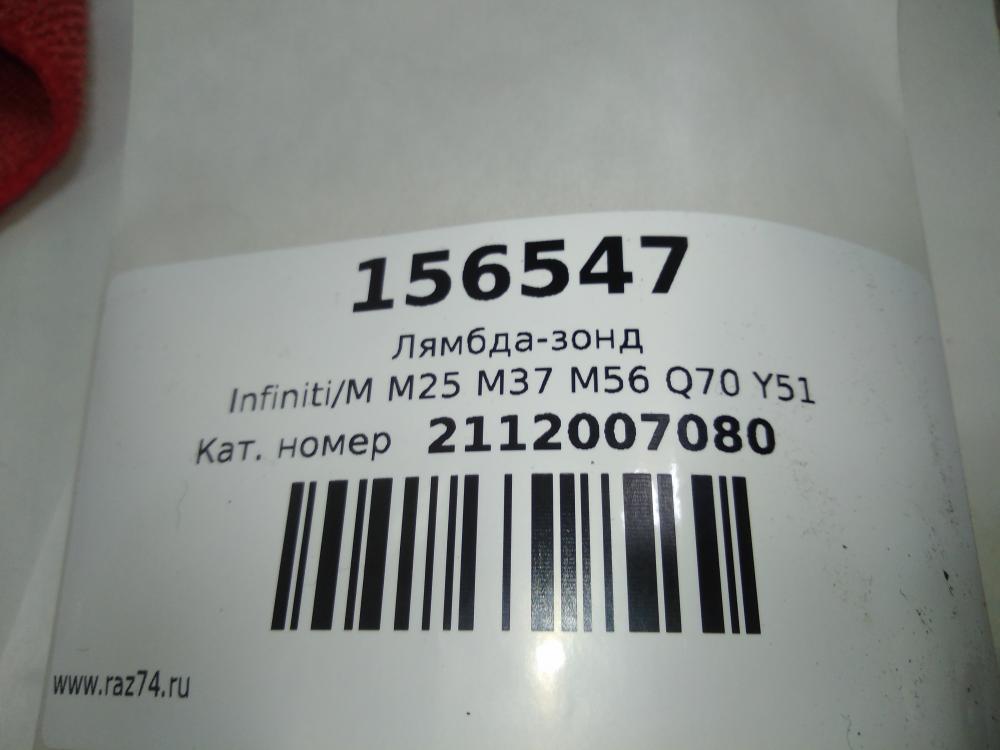 156547
Лямбда-зонд
Infiniti/M M25 M37 M56 Q70 Y51
Кат. номер 2112007080
www.raz74.ru